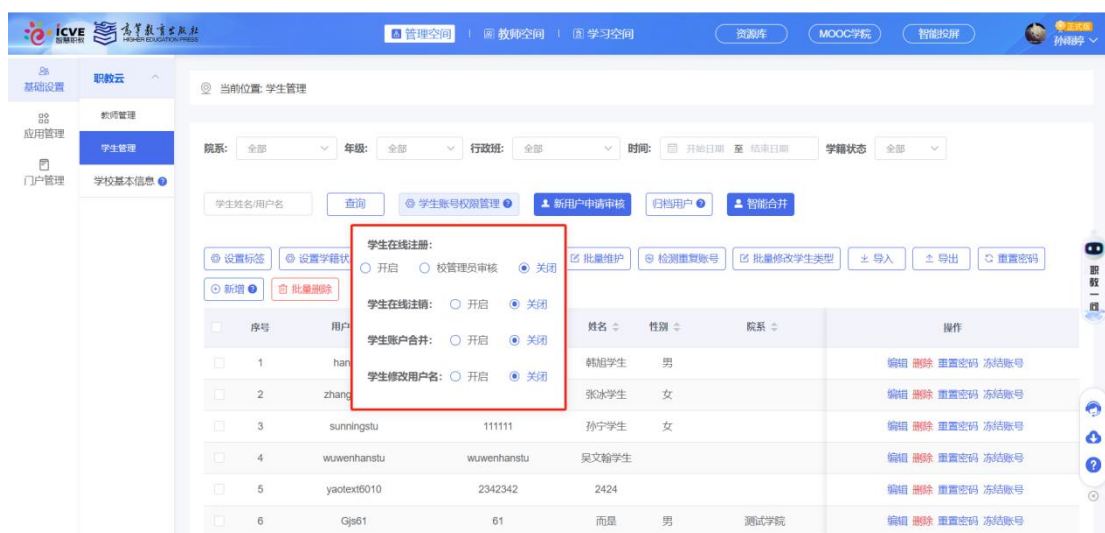 icve 智慧职教 高等教育出版社 HIGHER EDUCATION PRESS 管理空间 教师空间 学习空间 资源库 MOOC学院 智能投屏 正式版 孙雨婷
基础设置 职教云
当前位置: 学生管理
应用管理 教师管理
门户管理 学生管理
学校基本信息
院系: 全部 年级: 全部 行政班: 全部 时间: 开始日期 至 结束日期 学籍状态 全部
学生姓名/用户名 查询 学生账号权限管理 新用户申请审核 归档用户 智能合并
设置标签 设置学籍状 批量维护 检测重复账号 批量修改学生类型 导入 导出 重置密码
新增 批量删除
学生在线注册:
开启 校管理员审核 关闭
学生在线注销: 开启 关闭
学生账户合并: 开启 关闭
学生修改用户名: 开启 关闭
序号 用户 姓名 性别 院系 操作
1 han 韩旭学生 男 编辑 删除 重置密码 冻结账号
2 zhang 张冰学生 女 编辑 删除 重置密码 冻结账号
3 sunningstu 111111 孙宁学生 女 编辑 删除 重置密码 冻结账号
4 wuwenhanstu wuwenhanstu 吴文翰学生 编辑 删除 重置密码 冻结账号
5 yaotext6010 2342342 2424 编辑 删除 重置密码 冻结账号
6 Gjs61 61 而是 男 测试学院 编辑 删除 重置密码 冻结账号
职教一问